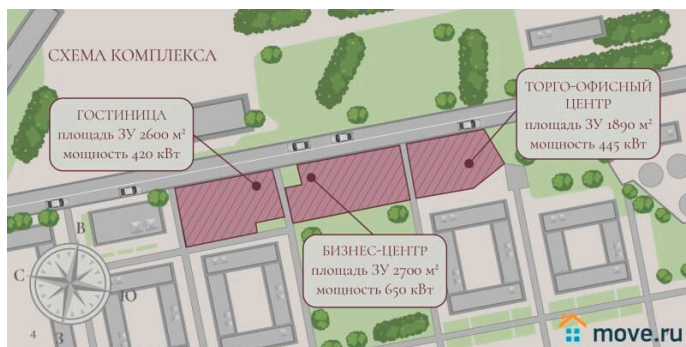 СХЕМА КОМПЛЕКСА
ТОРГО-ОФИСНЫЙ
ЦЕНТР
площадь ЗУ 1890 м²
мощность 445 кВт
ГОСТИНИЦА
площадь ЗУ 2600 м²
мощность 420 кВт
БИЗНЕС-ЦЕНТР
площадь ЗУ 2700 м²
мощность 650 кВт
В
С
Ю
З
4
move.ru